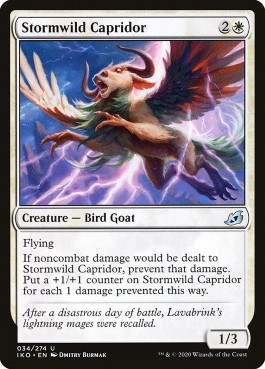 Stormwild Capridor 2
Creature — Bird Goat
Flying
If noncombat damage would be dealt to
Stormwild Capridor, prevent that damage.
Put a +1/+1 counter on Stormwild Capridor
for each 1 damage prevented this way.
After a disastrous day of battle, Lavabrink's
lightning mages were recalled.
1/3
034/274 U
IKO • EN DMITRY BURMAK
™ & © 2020 Wizards of the Coast